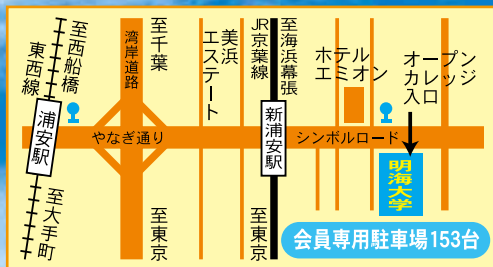 至西船橋
東西線
浦安駅
至大手町
湾岸道路
至千葉
やなぎ通り
至東京
美浜
エステート
JR京葉線
至海浜幕張
新浦安駅
至東京
シンボルロード
ホテル
エミオン
オープン
カレッジ
入口
明海大学
会員専用駐車場153台